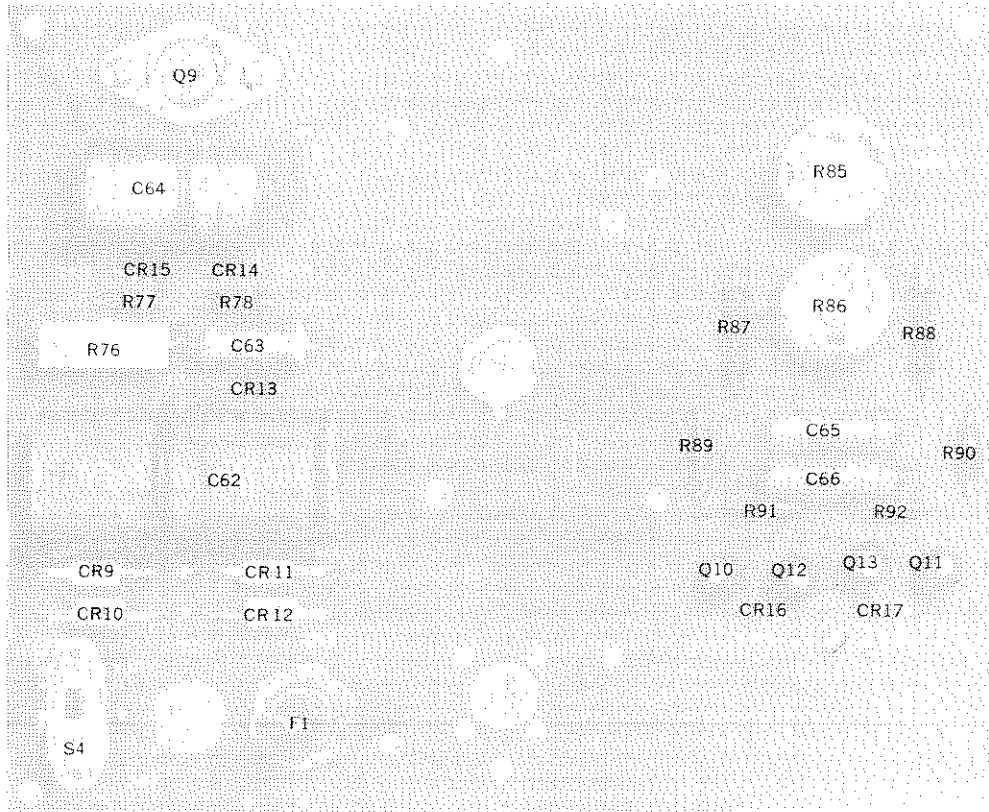 Q9
R85
C64
CR15 CR14
R77 R78
R86
R87 R88
R76 C63
CR13
C65
R89 R90
C62 C66
R91 R92
CR9 CR11
Q10 Q12 Q13 Q11
CR10 CR12
CR16 CR17
F1
S4